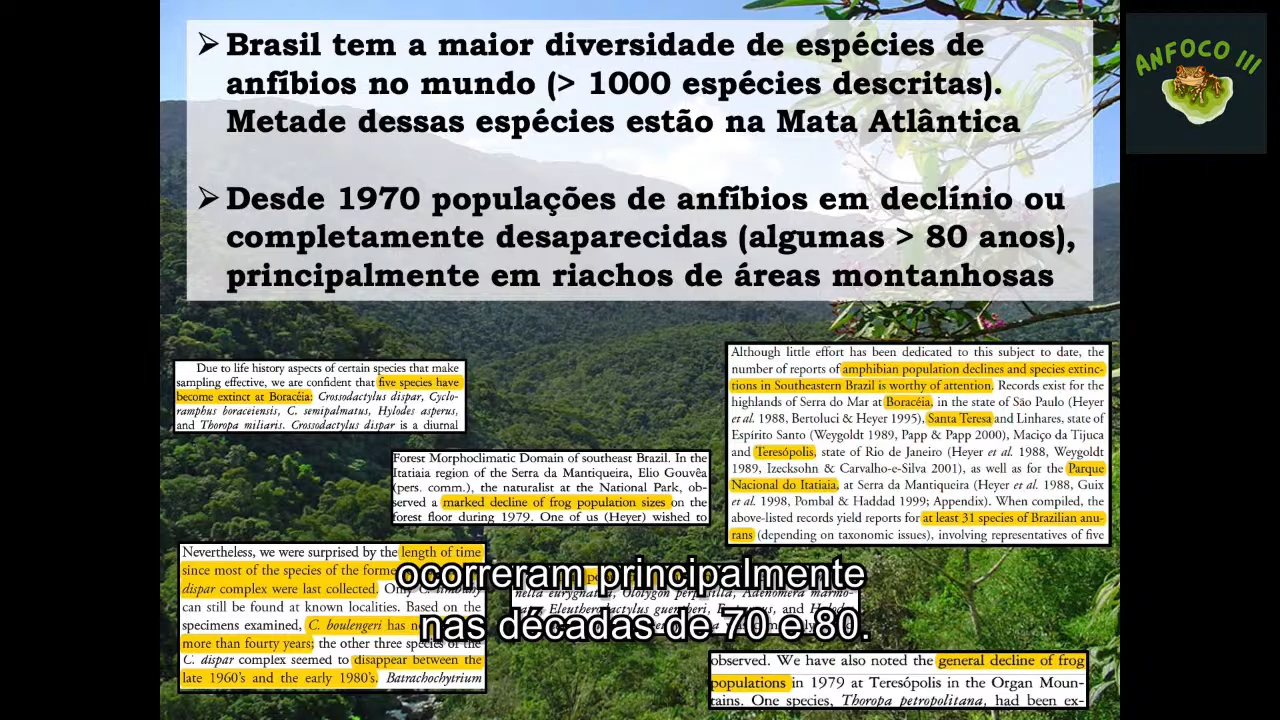 ➢ Brasil tem a maior diversidade de espécies de
anfíbios no mundo (> 1000 espécies descritas).
Metade dessas espécies estão na Mata Atlântica
➢ Desde 1970 populações de anfíbios em declínio ou
completamente desaparecidas (algumas > 80 anos),
principalmente em riachos de áreas montanhosas
ANFOCO III
Due to life history aspects of certain species that make
sampling effective, we are confident that five species have
become extinct at Boracéia: Crossodactylus dispar, Cyclo-
ramphus boraceiensis, C. semipalmatus, Hylodes asperus,
and Thoropa miliaris. Crossodactylus dispar is a diurnal
Forest Morphoclimatic Domain of southeast Brazil. In the
Itatiaia region of the Serra da Mantiqueira, Elio Gouvêa
(pers. comm.), the naturalist at the National Park, ob-
served a marked decline of frog population sizes on the
forest floor during 1979. One of us (Heyer) wished to
Although little effort has been dedicated to this subject to date, the
number of reports of amphibian population declines and species extinc-
tions in Southeastern Brazil is worthy of attention. Records exist for the
highlands of Serra do Mar at Boracéia, in the state of São Paulo (Heyer
et al. 1988, Bertoluci & Heyer 1995), Santa Teresa and Linhares, state of
Espírito Santo (Weygoldt 1989, Papp & Papp 2000), Maciço da Tijuca
and Teresópolis, state of Rio de Janeiro (Heyer et al. 1988, Weygoldt
1989, Izecksohn & Carvalho-e-Silva 2001), as well as for the Parque
Nacional do Itatiaia, at Serra da Mantiqueira (Heyer et al. 1988, Guix
et al. 1998, Pombal & Haddad 1999; Appendix). When compiled, the
above-listed records yield reports for at least 31 species of Brazilian anu-
rans (depending on taxonomic issues), involving representatives of five
Nevertheless, we were surprised by the length of time
since most of the species of the former
dispar complex were last collected. Only C.
can still be found at known localities. Based on the
specimens examined, C. boulengeri has
more than fourty years; the other three species of the
C. dispar complex seemed to disappear between the
late 1960's and the early 1980's. Batrachochytrium
nella eurygnatha, Ololygon perpusilla, Adenomera marmo-
Eleutherodactylus guentheri, and
ocorreram principalmente
nas décadas de 70 e 80.
observed. We have also noted the general decline of frog
populations in 1979 at Teresópolis in the Organ Moun-
tains. One species, Thoropa petropolitana, had been ex-